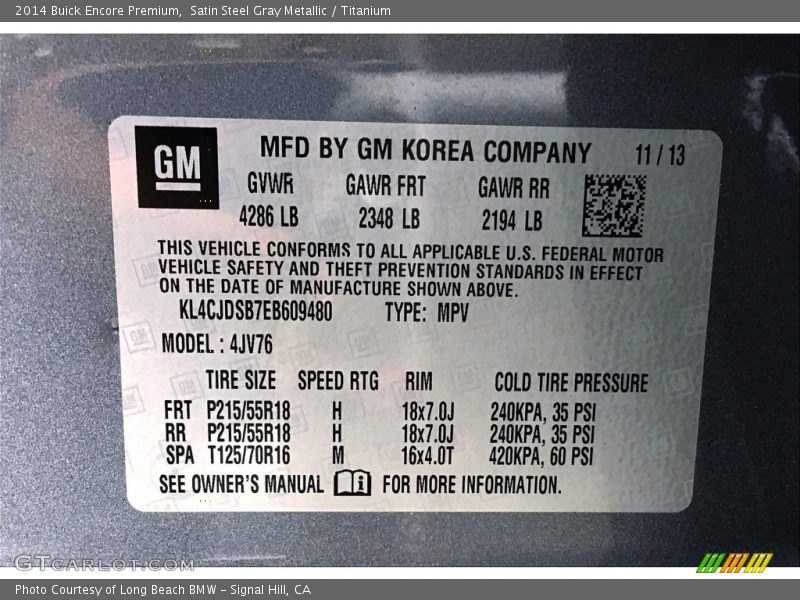 2014 Buick Encore Premium,  Satin Steel Gray Metallic / Titanium
GM
MFD BY GM KOREA COMPANY 11 / 13
GVWR GAWR FRT GAWR RR
4286 LB 2348 LB 2194 LB
THIS VEHICLE CONFORMS TO ALL APPLICABLE U.S. FEDERAL MOTOR
VEHICLE SAFETY AND THEFT PREVENTION STANDARDS IN EFFECT
ON THE DATE OF MANUFACTURE SHOWN ABOVE.
KL4CJDSB7EB609480 TYPE: MPV
MODEL : 4JV76
TIRE SIZE SPEED RTG RIM COLD TIRE PRESSURE
FRT P215/55R18 H 18x7.0J 240KPA, 35 PSI
RR P215/55R18 H 18x7.0J 240KPA, 35 PSI
SPA T125/70R16 M 16x4.0T 420KPA, 60 PSI
SEE OWNER'S MANUAL i FOR MORE INFORMATION.
GTCARLOT.COM
Photo Courtesy of Long Beach BMW - Signal Hill, CA